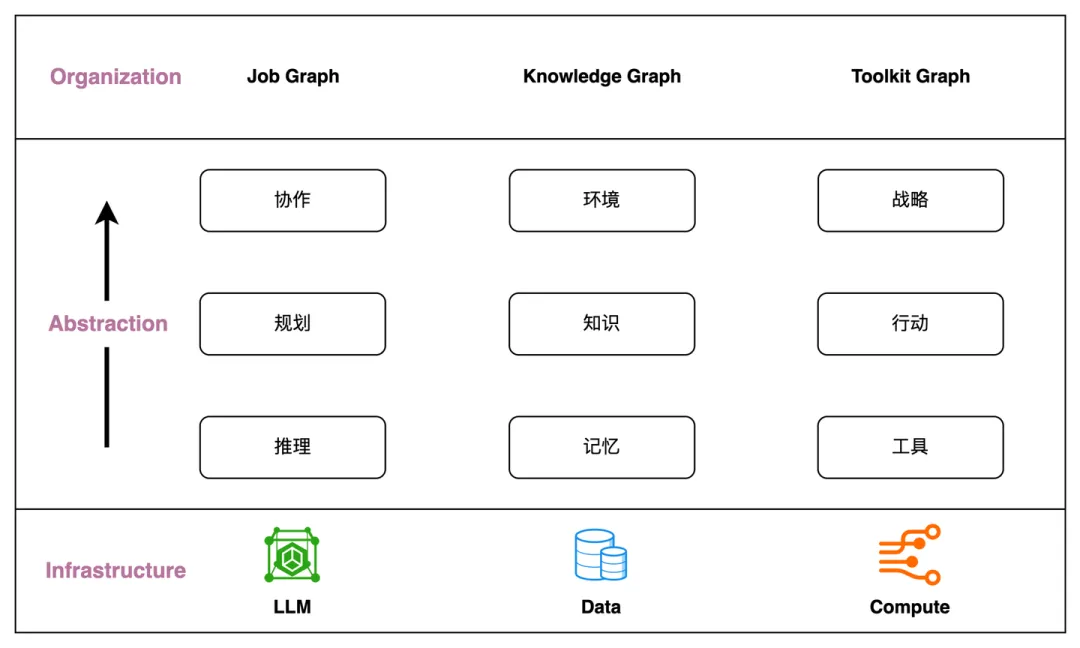 Organization
Job Graph
Knowledge Graph
Toolkit Graph
协作
环境
战略
Abstraction
规划
知识
行动
推理
记忆
工具
Infrastructure
LLM
Data
Compute